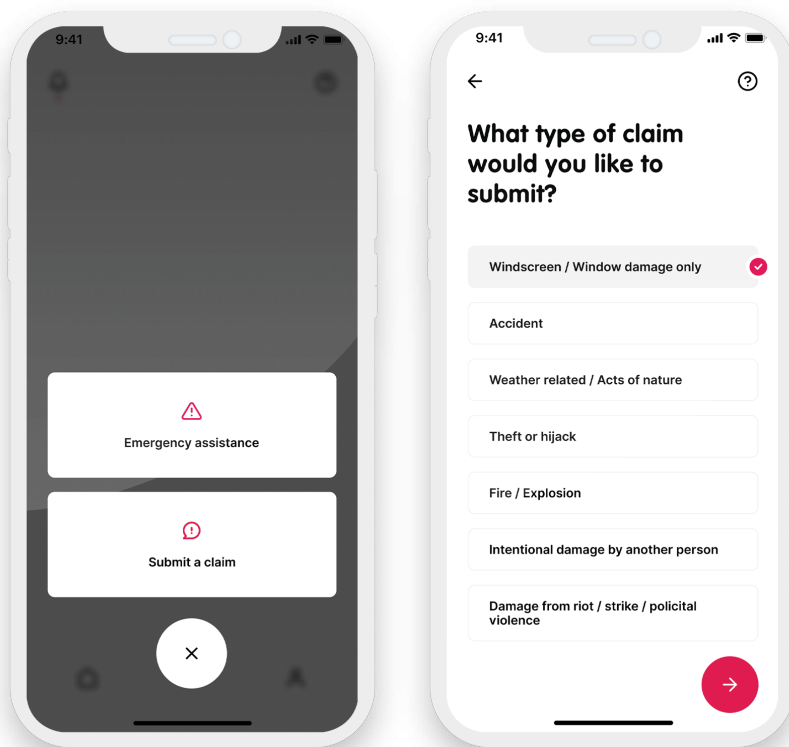 9:41
Emergency assistance
Submit a claim
9:41
What type of claim
would you like to
submit?
Windscreen / Window damage only
Accident
Weather related / Acts of nature
Theft or hijack
Fire / Explosion
Intentional damage by another person
Damage from riot / strike / policital
violence